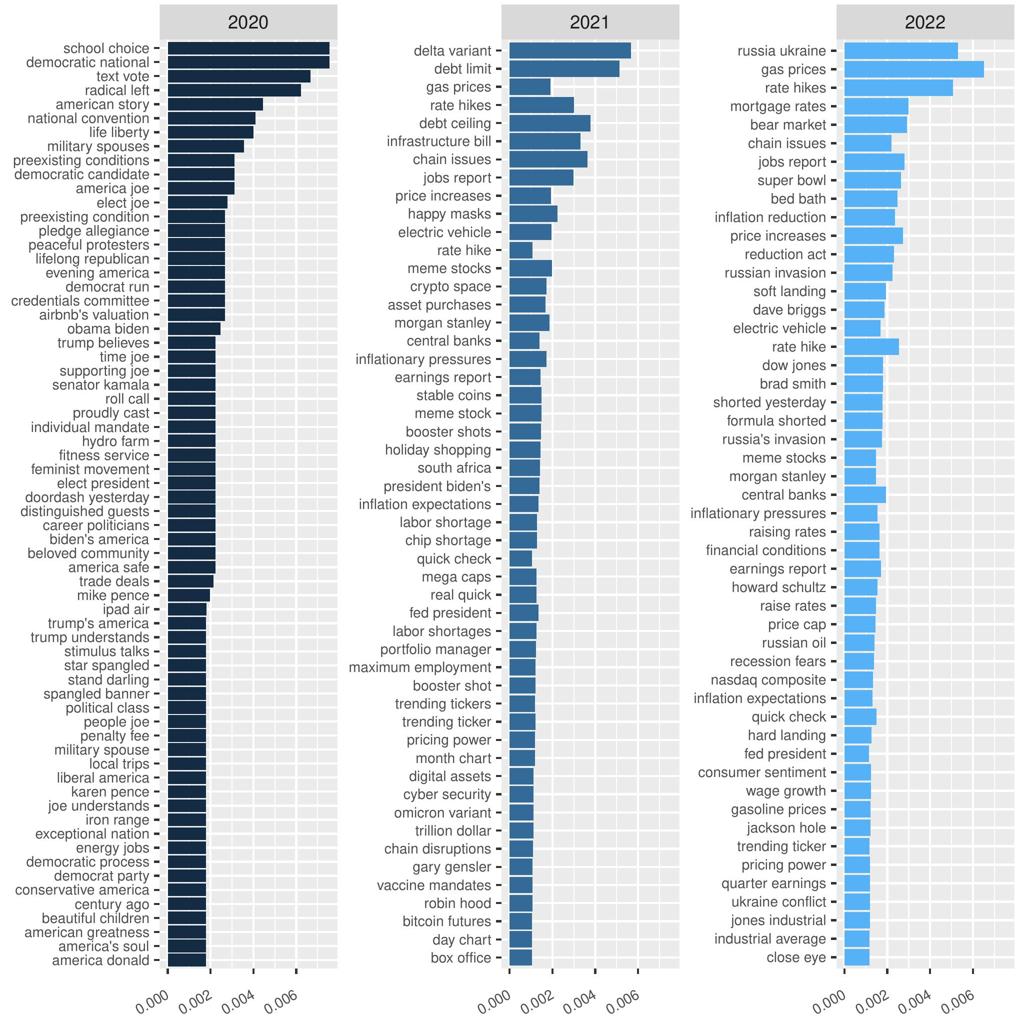 2020
school choice
democratic national
text vote
radical left
american story
national convention
life liberty
military spouses
preexisting conditions
democratic candidate
america joe
elect joe
preexisting condition
pledge allegiance
peaceful protesters
lifelong republican
evening america
democrat run
credentials committee
airbnb's valuation
obama biden
trump believes
time joe
supporting joe
senator kamala
roll call
proudly cast
individual mandate
hydro farm
fitness service
feminist movement
elect president
doordash yesterday
distinguished guests
career politicians
biden's america
beloved community
america safe
trade deals
mike pence
ipad air
trump's america
trump understands
stimulus talks
star spangled
stand darling
spangled banner
political class
people joe
penalty fee
military spouse
local trips
liberal america
karen pence
joe understands
iron range
exceptional nation
energy jobs
democratic process
democrat party
conservative america
century ago
beautiful children
american greatness
america's soul
america donald
0.000
0.002
0.004
0.006
2021
delta variant
debt limit
gas prices
rate hikes
debt ceiling
infrastructure bill
chain issues
jobs report
price increases
happy masks
electric vehicle
rate hike
meme stocks
crypto space
asset purchases
morgan stanley
central banks
inflationary pressures
earnings report
stable coins
meme stock
booster shots
holiday shopping
south africa
president biden's
inflation expectations
labor shortage
chip shortage
quick check
mega caps
real quick
fed president
labor shortages
portfolio manager
maximum employment
booster shot
trending tickers
trending ticker
pricing power
month chart
digital assets
cyber security
omicron variant
trillion dollar
chain disruptions
gary gensler
vaccine mandates
robin hood
bitcoin futures
day chart
box office
0.000
0.002
0.004
0.006
2022
russia ukraine
gas prices
rate hikes
mortgage rates
bear market
chain issues
jobs report
super bowl
bed bath
inflation reduction
price increases
reduction act
russian invasion
soft landing
dave briggs
electric vehicle
rate hike
dow jones
brad smith
shorted yesterday
formula shorted
russia's invasion
meme stocks
morgan stanley
central banks
inflationary pressures
raising rates
financial conditions
earnings report
howard schultz
raise rates
price cap
russian oil
recession fears
nasdaq composite
inflation expectations
quick check
hard landing
fed president
consumer sentiment
wage growth
gasoline prices
jackson hole
trending ticker
pricing power
quarter earnings
ukraine conflict
jones industrial
industrial average
close eye
0.000
0.002
0.004
0.006